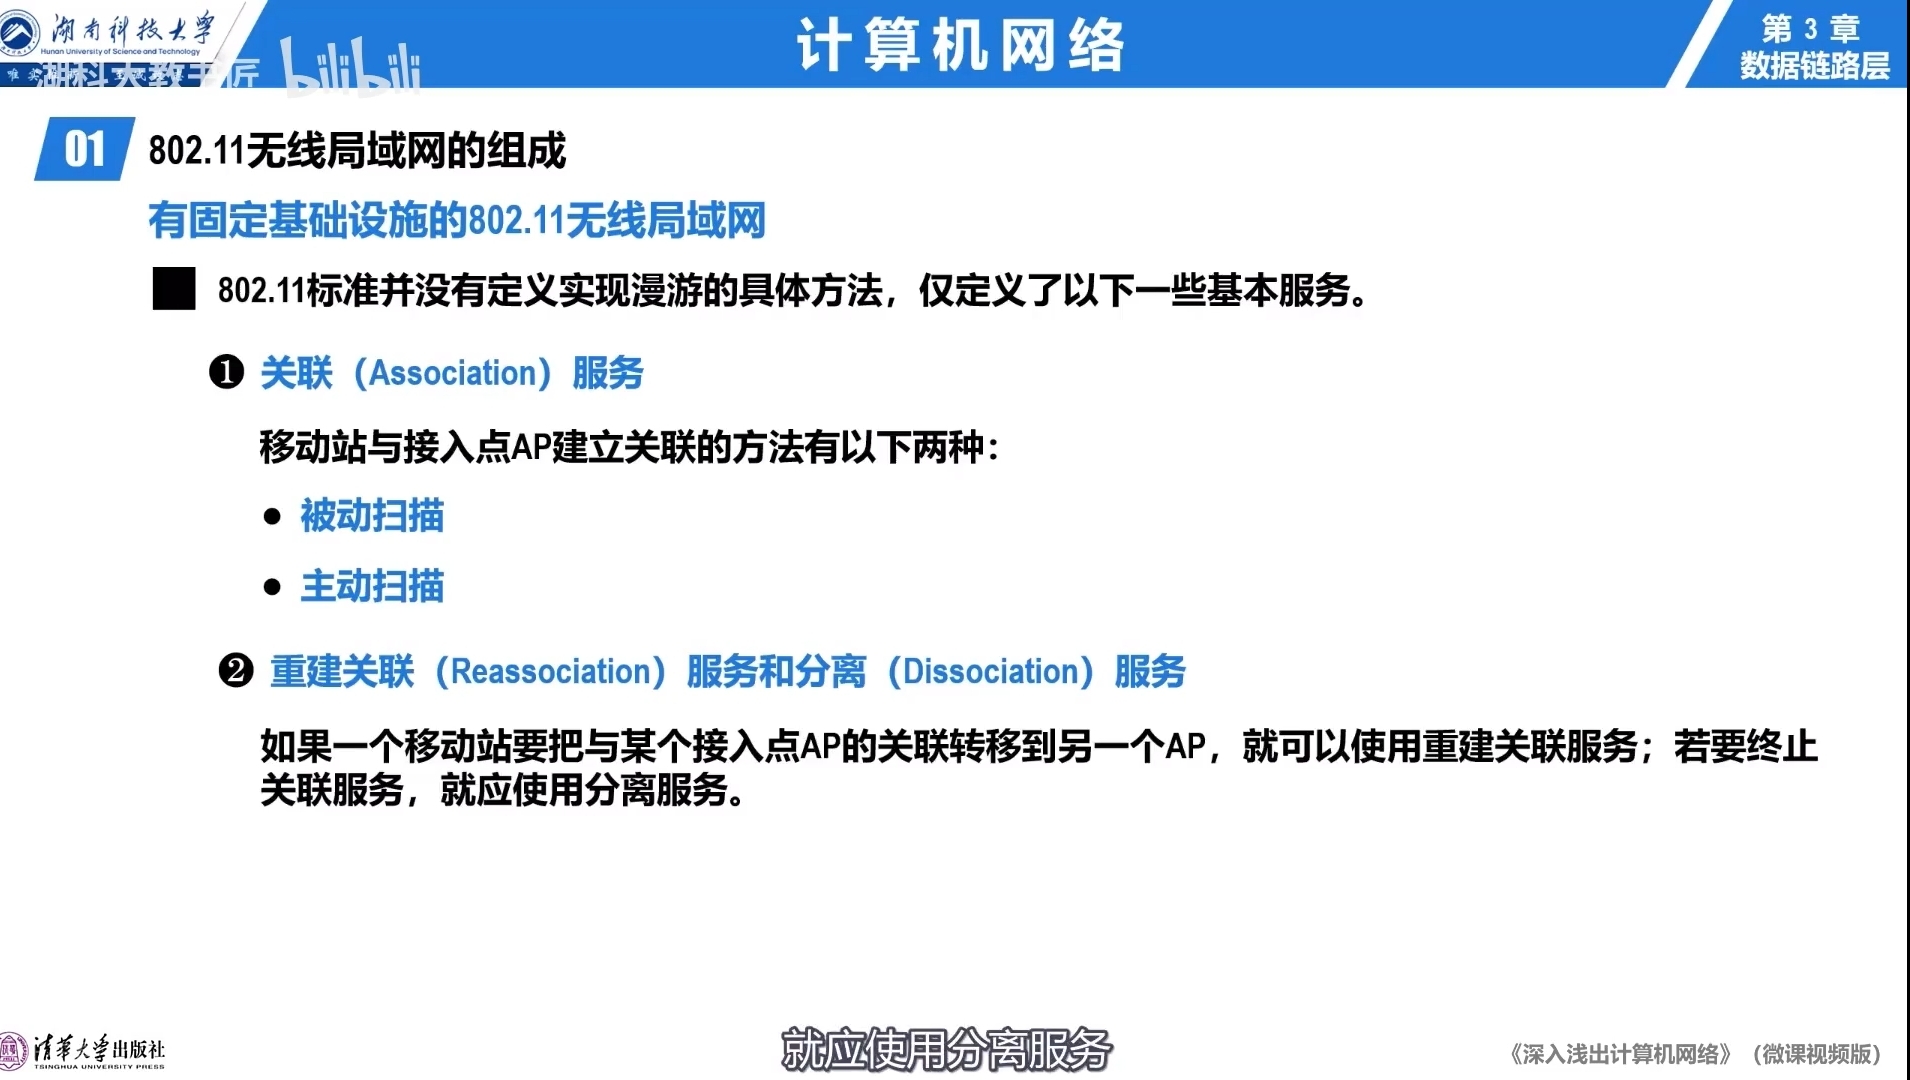 湖南科技大学
Hunan University of Science and Technology
湖科大教书匠 bilibili
计算机网络
第 3 章
数据链路层
01 802.11无线局域网的组成
有固定基础设施的802.11无线局域网
802.11标准并没有定义实现漫游的具体方法，仅定义了以下一些基本服务。
❶ 关联（Association）服务
移动站与接入点AP建立关联的方法有以下两种：
● 被动扫描
● 主动扫描
❷ 重建关联（Reassociation）服务和分离（Dissociation）服务
如果一个移动站要把与某个接入点AP的关联转移到另一个AP，就可以使用重建关联服务；若要终止
关联服务，就应使用分离服务。
清华大学出版社
TSINGHUA UNIVERSITY PRESS
就应使用分离服务
《深入浅出计算机网络》（微课视频版）